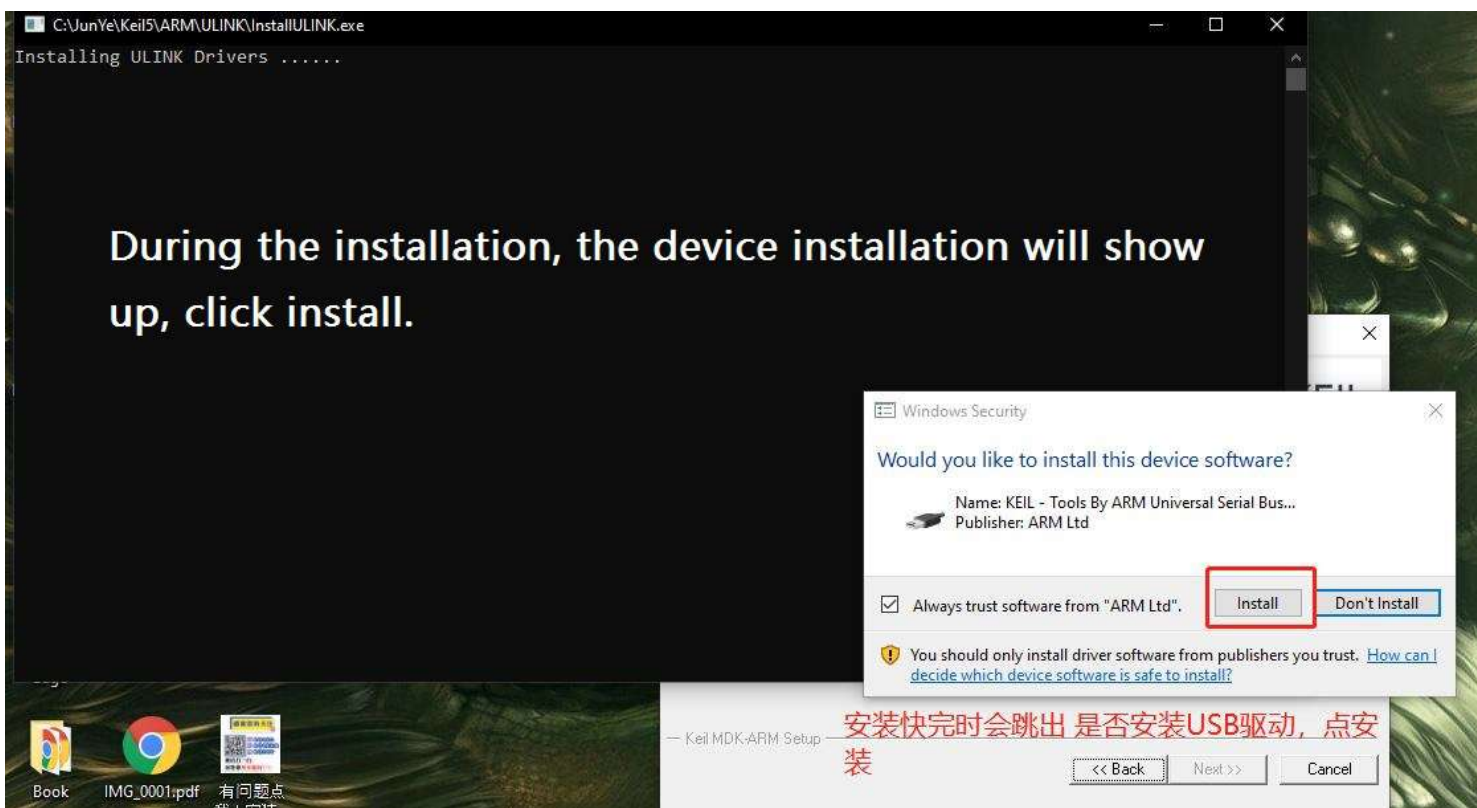 C:\JunYe\Keil5\ARM\ULINK\InstallULINK.exe
Installing ULINK Drivers ......
During the installation, the device installation will show
up, click install.
Windows Security
Would you like to install this device software?
Name: KEIL - Tools By ARM Universal Serial Bus...
Publisher: ARM Ltd
Always trust software from "ARM Ltd".
Install
Don't Install
You should only install driver software from publishers you trust. How can I
decide which device software is safe to install?
Keil MDK-ARM Setup
安装快完时会跳出 是否安装USB驱动，点安
装
<< Back
Next >>
Cancel
Book
IMG_0001.pdf
有问题点